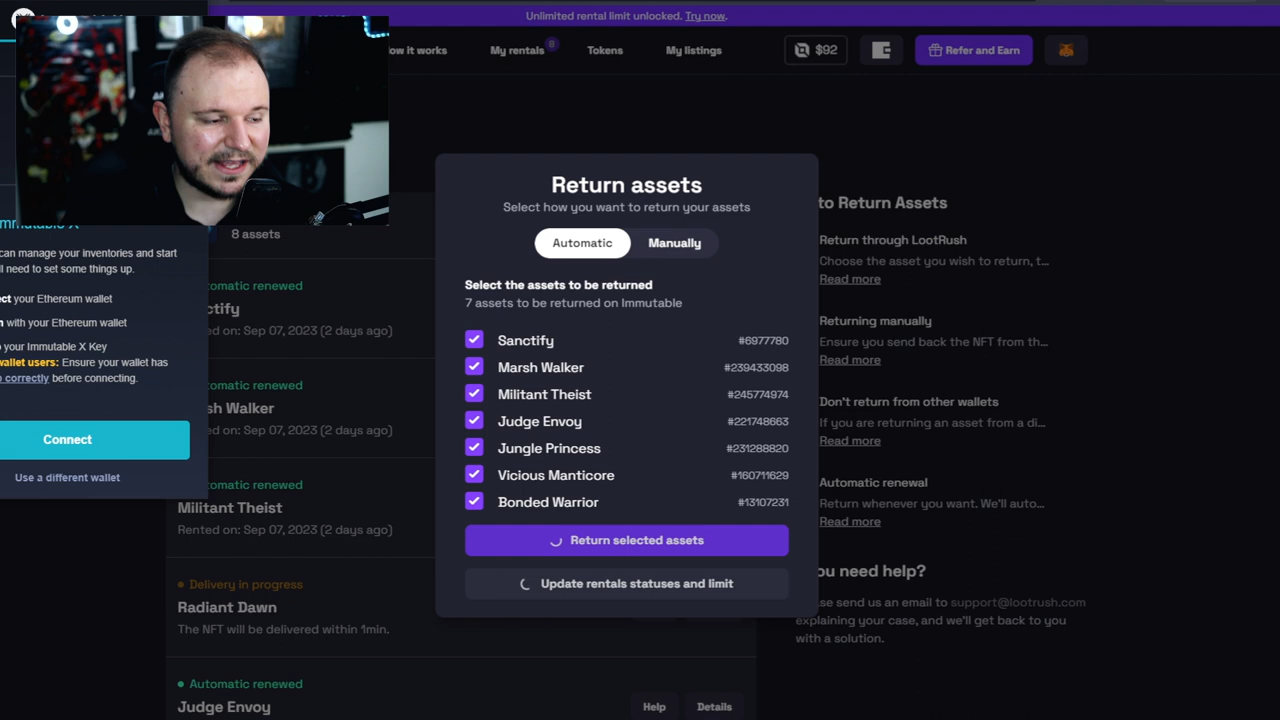 Unlimited rental limit unlocked. Try now.
ow it works
My rentals
0
Tokens
My listings
$92
Refer and Earn
Immutable X
can manage your inventories and start
ll need to set some things up.
ct your Ethereum wallet
n with your Ethereum wallet
o your Immutable X Key
wallet users: Ensure your wallet has
o correctly before connecting.
Connect
Use a different wallet
8 assets
tomatic renewed
ctify
ed on: Sep 07, 2023 (2 days ago)
tomatic renewed
sh Walker
ed on: Sep 07, 2023 (2 days ago)
tomatic renewed
Militant Theist
Rented on: Sep 07, 2023 (2 days ago)
Delivery in progress
Radiant Dawn
The NFT will be delivered within 1min.
Automatic renewed
Judge Envoy
Help
Details
Return assets
Select how you want to return your assets
Automatic
Manually
Select the assets to be returned
7 assets to be returned on Immutable
Sanctify #6977780
Marsh Walker #239433098
Militant Theist #245774974
Judge Envoy #221748663
Jungle Princess #231288820
Vicious Manticore #160711629
Bonded Warrior #13107231
Return selected assets
Update rentals statuses and limit
to Return Assets
Return through LootRush
Choose the asset you wish to return, t...
Read more
Returning manually
Ensure you send back the NFT from th...
Read more
Don't return from other wallets
If you are returning an asset from a di...
Read more
Automatic renewal
Return whenever you want. We'll auto...
Read more
ou need help?
se send us an email to support@lootrush.com
explaining your case, and we'll get back to you
with a solution.